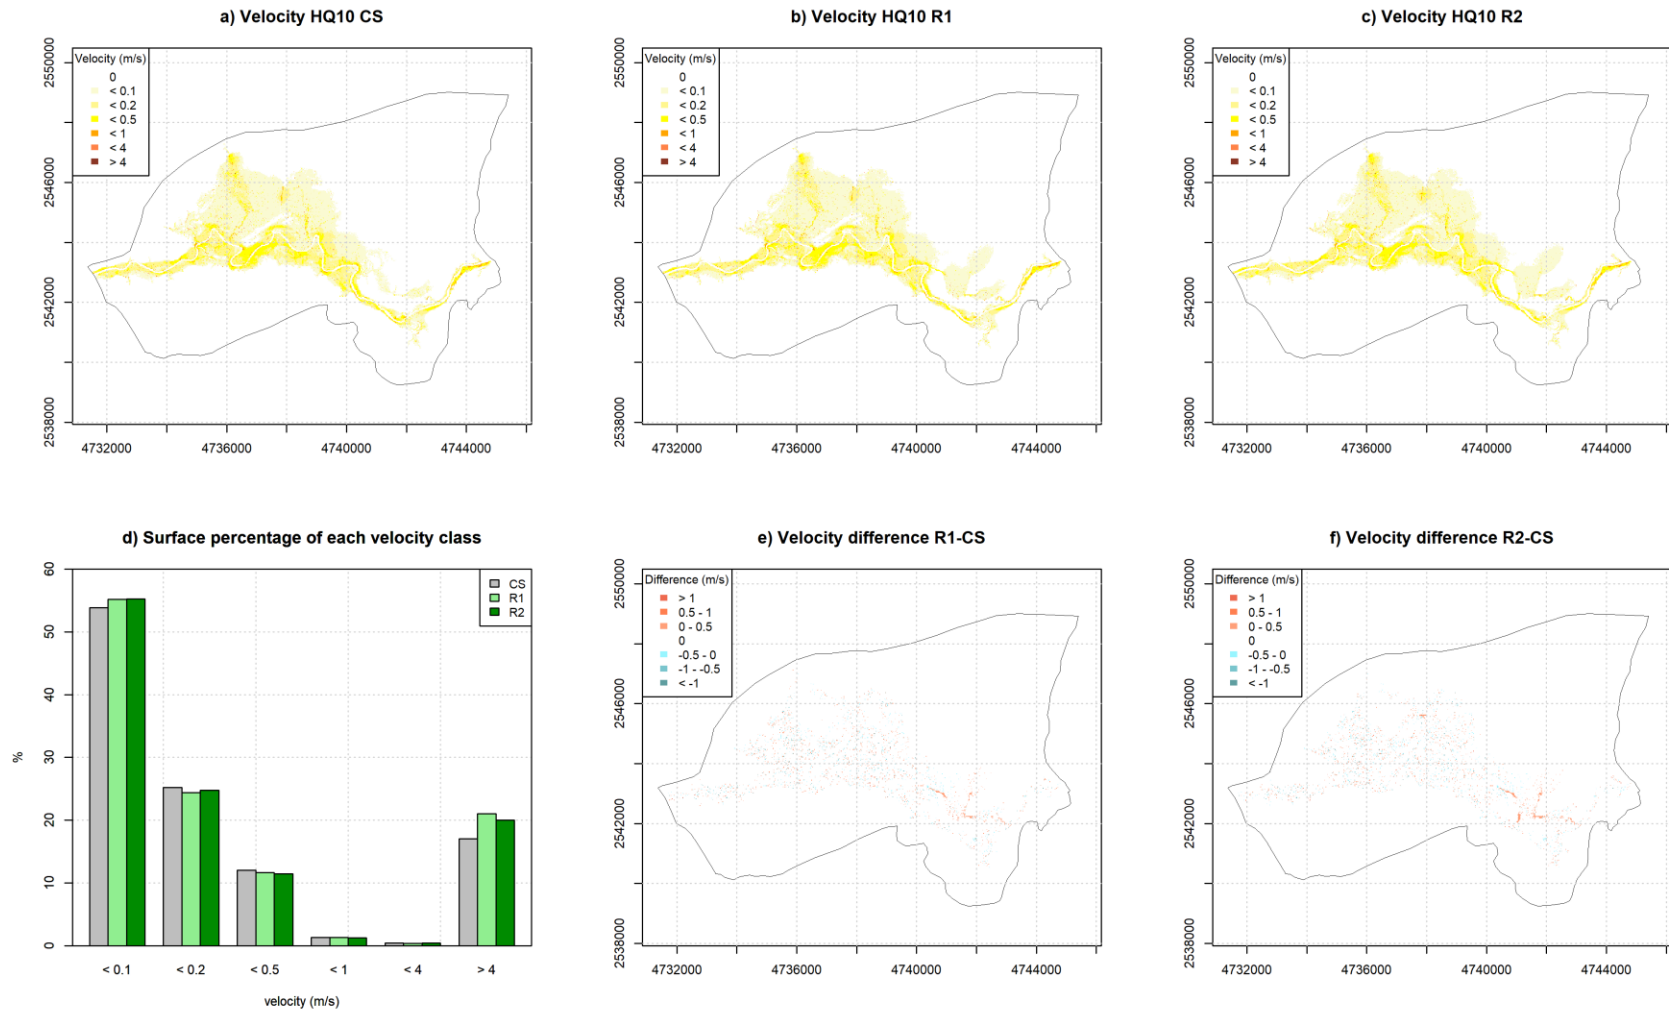 a) Velocity HQ10 CS
Velocity (m/s)
0
< 0.1
< 0.2
< 0.5
< 1
< 4
> 4
2550000
2546000
2542000
2538000
4732000 4736000 4740000 4744000
b) Velocity HQ10 R1
Velocity (m/s)
0
< 0.1
< 0.2
< 0.5
< 1
< 4
> 4
2550000
2546000
2542000
2538000
4732000 4736000 4740000 4744000
c) Velocity HQ10 R2
Velocity (m/s)
0
< 0.1
< 0.2
< 0.5
< 1
< 4
> 4
2550000
2546000
2542000
2538000
4732000 4736000 4740000 4744000
d) Surface percentage of each velocity class
CS
R1
R2
60
50
40
30
20
10
0
%
< 0.1 < 0.2 < 0.5 < 1 < 4 > 4
velocity (m/s)
e) Velocity difference R1-CS
Difference (m/s)
> 1
0.5 - 1
0 - 0.5
0
-0.5 - 0
-1 - -0.5
< -1
2550000
2546000
2542000
2538000
4732000 4736000 4740000 4744000
f) Velocity difference R2-CS
Difference (m/s)
> 1
0.5 - 1
0 - 0.5
0
-0.5 - 0
-1 - -0.5
< -1
2550000
2546000
2542000
2538000
4732000 4736000 4740000 4744000